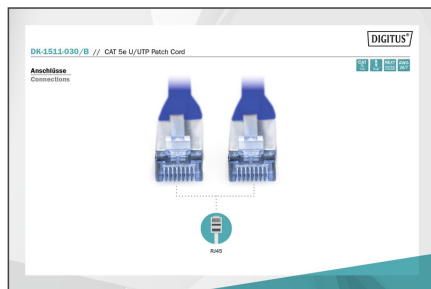 DIGITUS®
DK-1511-030/B // CAT 5e U/UTP Patch Cord
Anschlüsse
Connections
RJ45